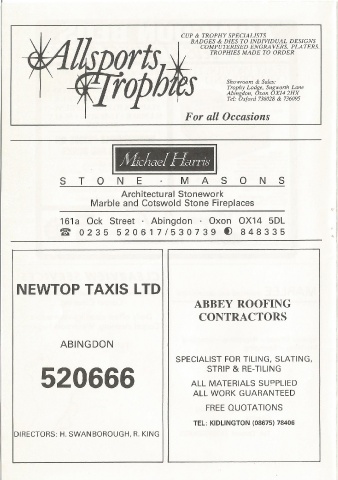 Allsports
Trophies
CUP & TROPHY SPECIALISTS
BADGES & DIES TO INDIVIDUAL DESIGNS
COMPUTERISED ENGRAVERS, PLATERS
TROPHIES MADE TO ORDER
Showroom & Sales:
Trophy Lodge, Sugworth Lane
Abingdon, Oxon OX14 2HX
Tel: Oxford 736028 & 736695
For all Occasions
Michael Harris
STONE · MASONS
Architectural Stonework
Marble and Cotswold Stone Fireplaces
161a Ock Street · Abingdon · Oxon OX14 5DL
☎ 0235 520617/530739 848335
NEWTOP TAXIS LTD
ABINGDON
520666
DIRECTORS: H. SWANBOROUGH, R. KING
ABBEY ROOFING
CONTRACTORS
SPECIALIST FOR TILING, SLATING,
STRIP & RE-TILING
ALL MATERIALS SUPPLIED
ALL WORK GUARANTEED
FREE QUOTATIONS
TEL: KIDLINGTON (08675) 78406